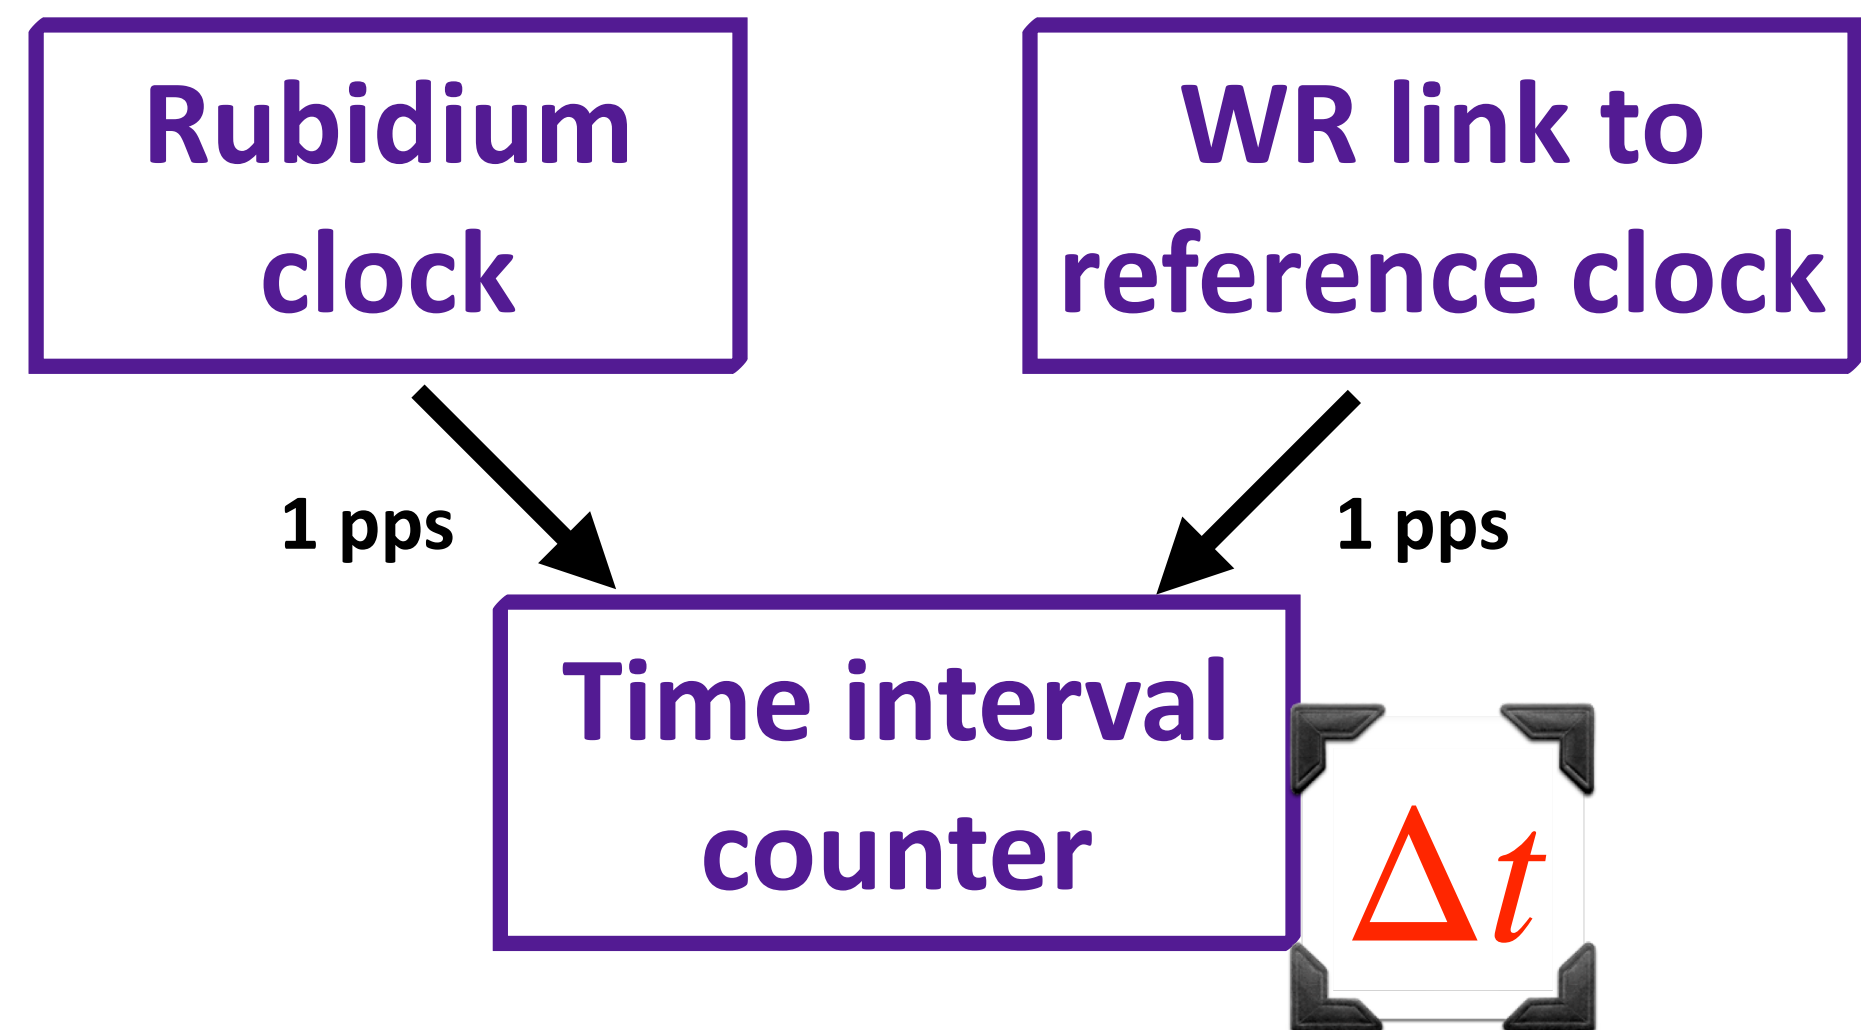 Rubidium
clock
WR link to
reference clock
1 pps
1 pps
Time interval
counter
Δt